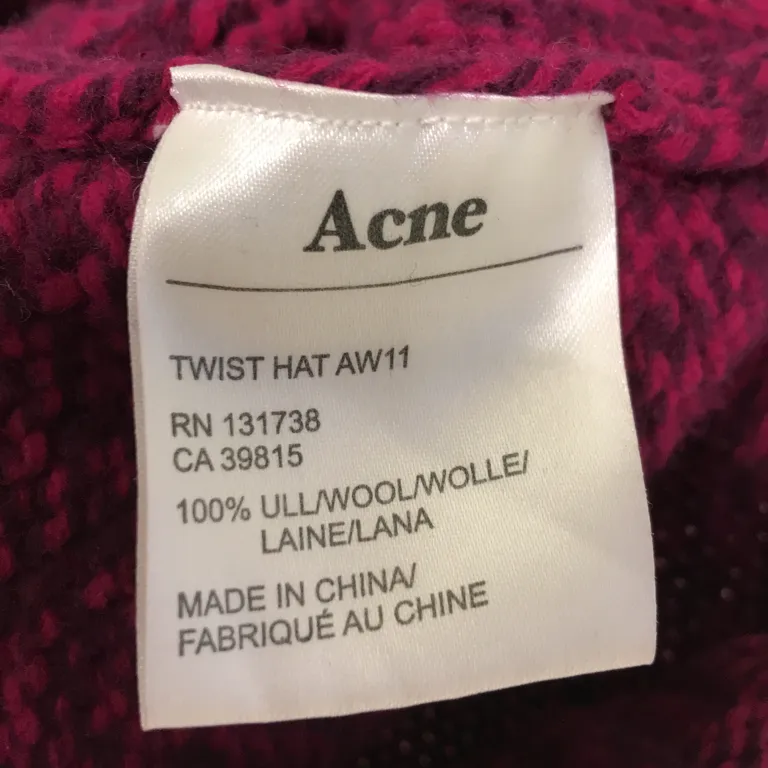 Acne
TWIST HAT AW11
RN 131738
CA 39815
100% ULL/WOOL/WOLLE/
LAINE/LANA
MADE IN CHINA/
FABRIQUÉ AU CHINE